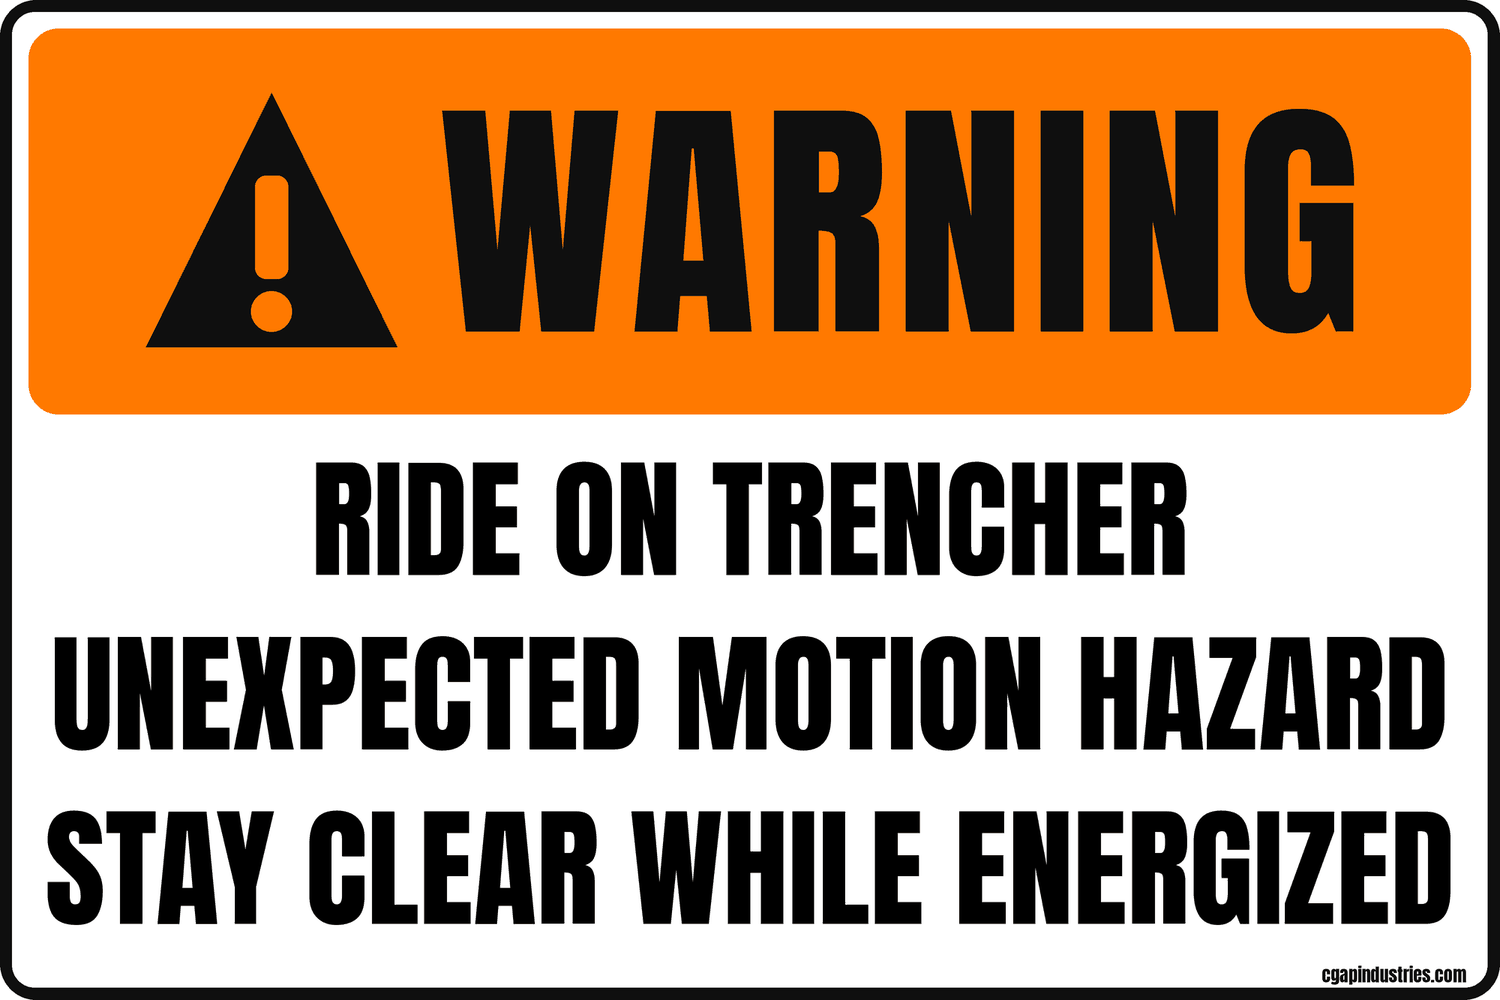 WARNING
RIDE ON TRENCHER
UNEXPECTED MOTION HAZARD
STAY CLEAR WHILE ENERGIZED
cgapindustries.com